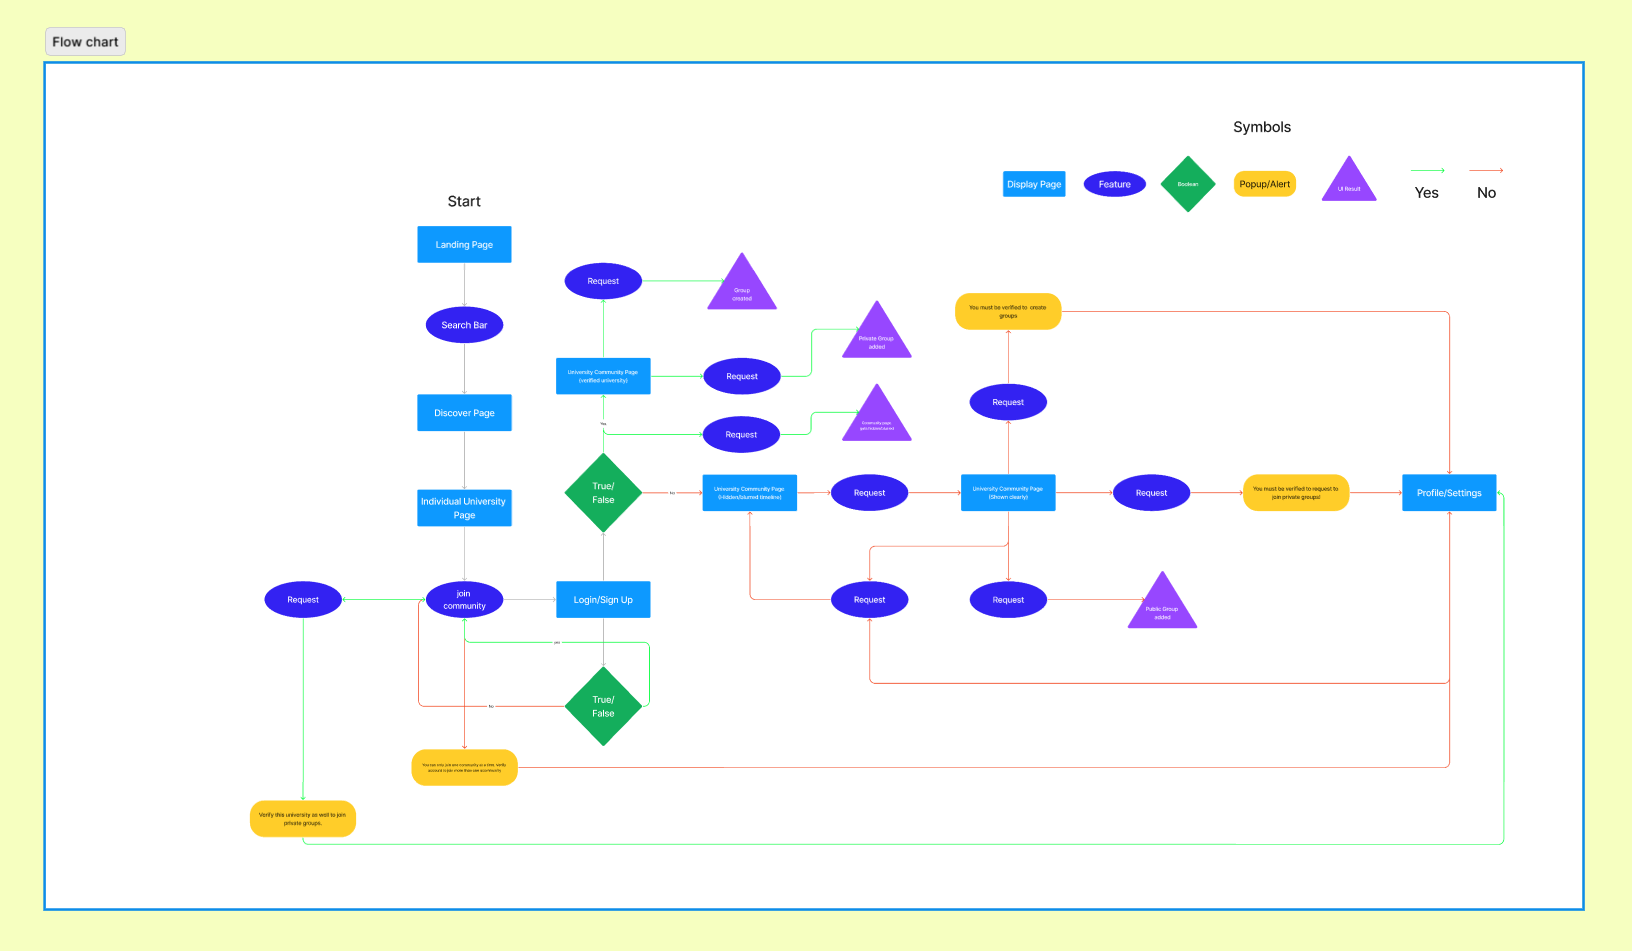 Flow chart
Symbols
Display Page
Feature
Boolean
Popup/Alert
UI Result
Yes
No
Start
Landing Page
Search Bar
Discover Page
Individual University
Page
join
community
Request
Login/Sign Up
True/
False
yes
No
You can only join one community at a time. Verify
account to join more than one
Verify this university as well to join
private groups.
True/
False
Yes
No
University Community Page
(verified university)
Request
Group
created
Request
Private Group
added
Request
Community page
University Community Page
(Hidden/blurred timeline)
Request
University Community Page
(Shown clearly)
Request
You must be verified to create
groups
Request
You must be verified to request to
join private groups!
Profile/Settings
Request
Request
Public Group
added